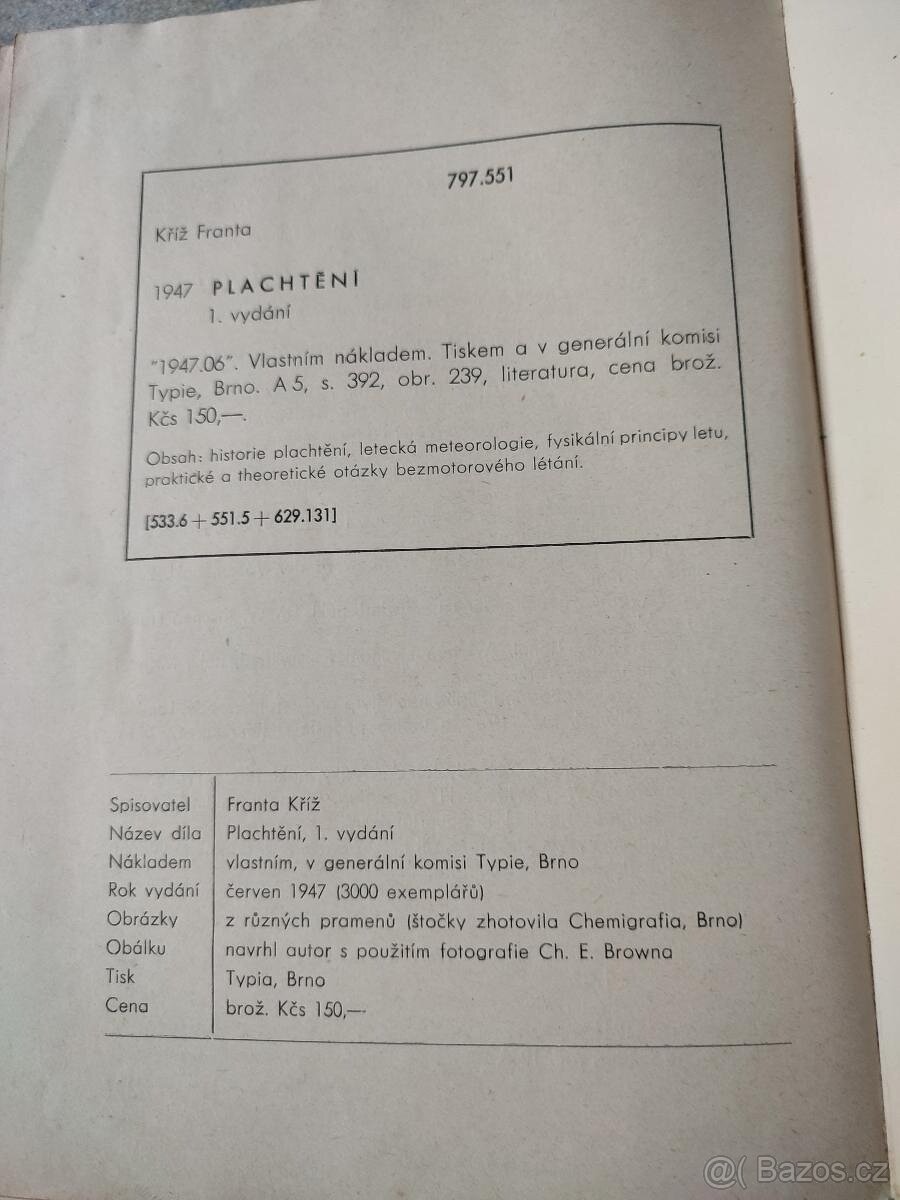 797.551
Kříž Franta
1947 PLACHTĚNÍ
1. vydání
"1947.06". Vlastním nákladem. Tiskem a v generální komisi
Typie, Brno. A 5, s. 392, obr. 239, literatura, cena brož.
Kčs 150,—.
Obsah: historie plachtění, letecká meteorologie, fysikální principy letu,
praktické a theoretické otázky bezmotorového létání.
[533.6 + 551.5 + 629.131]
Spisovatel Franta Kříž
Název díla Plachtění, 1. vydání
Nákladem vlastním, v generální komisi Typie, Brno
Rok vydání červen 1947 (3000 exemplářů)
Obrázky z různých pramenů (štočky zhotovila Chemigrafia, Brno)
Obálku navrhl autor s použitím fotografie Ch. E. Browna
Tisk Typia, Brno
Cena brož. Kčs 150,—
@( Bazos.cz